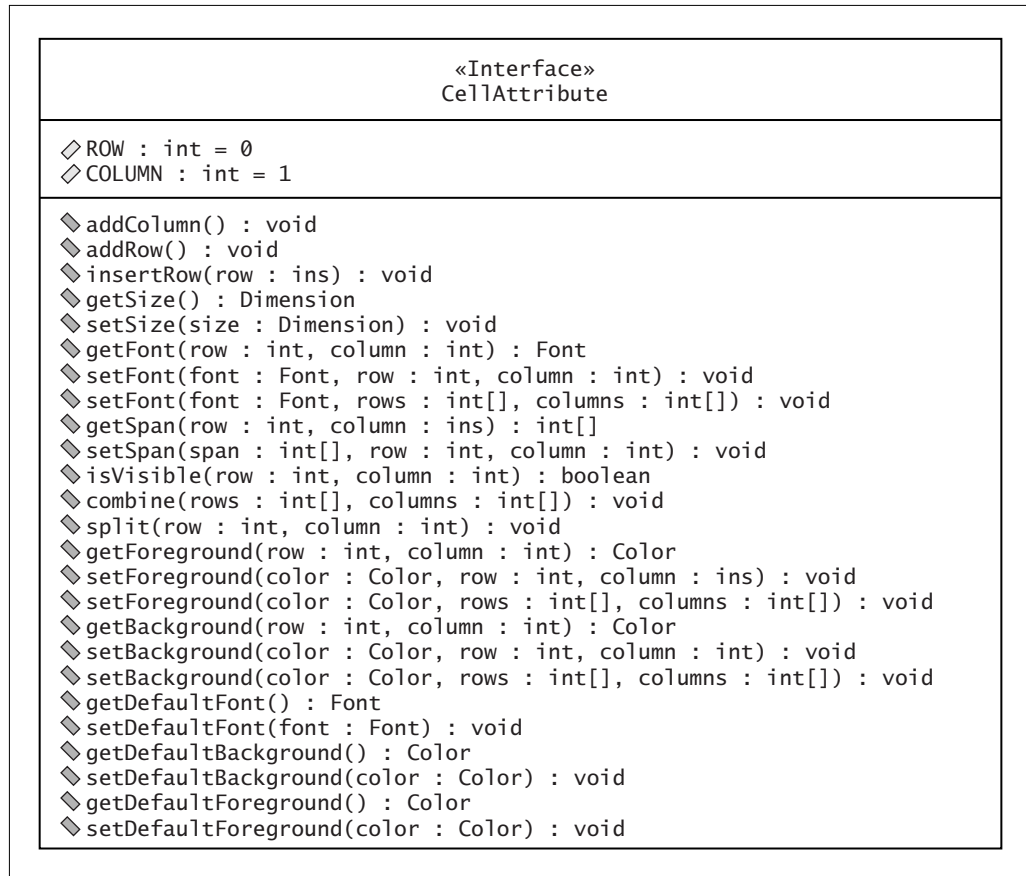 «Interface»
CellAttribute
ROW : int = 0
COLUMN : int = 1
addColumn() : void
addRow() : void
insertRow(row : ins) : void
getSize() : Dimension
setSize(size : Dimension) : void
getFont(row : int, column : int) : Font
setFont(font : Font, row : int, column : int) : void
setFont(font : Font, rows : int[], columns : int[]) : void
getSpan(row : int, column : ins) : int[]
setSpan(span : int[], row : int, column : int) : void
isVisible(row : int, column : int) : boolean
combine(rows : int[], columns : int[]) : void
split(row : int, column : int) : void
getForeground(row : int, column : int) : Color
setForeground(color : Color, row : int, column : ins) : void
setForeground(color : Color, rows : int[], columns : int[]) : void
getBackground(row : int, column : int) : Color
setBackground(color : Color, row : int, column : int) : void
setBackground(color : Color, rows : int[], columns : int[]) : void
getDefaultFont() : Font
setDefaultFont(font : Font) : void
getDefaultBackground() : Color
setDefaultBackground(color : Color) : void
getDefaultForeground() : Color
setDefaultForeground(color : Color) : void